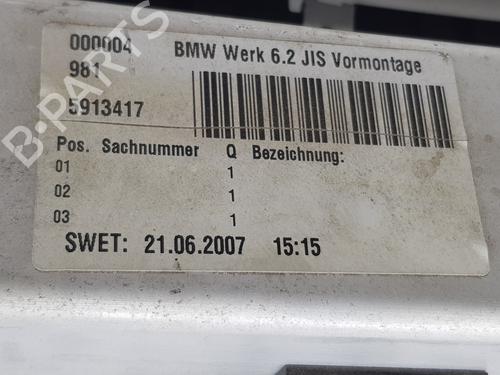 000004 BMW Werk 6.2 JIS Vormontage
981
5913417
Pos. Sachnummer Q Bezeichnung:
01 1
02 1
03 1
SWET: 21.06.2007 15:15
B-PARTS